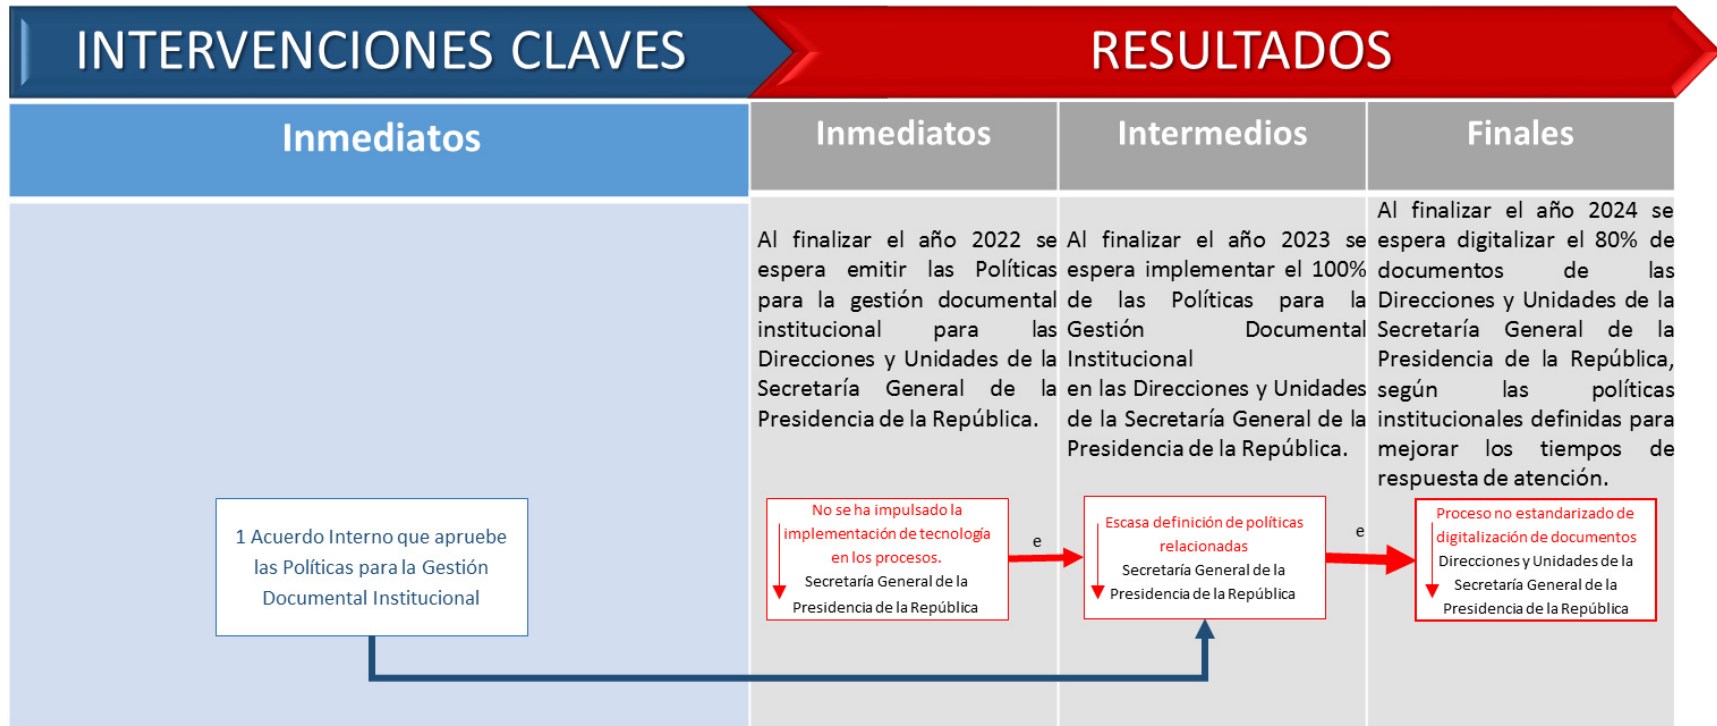 INTERVENCIONES CLAVES
RESULTADOS
Inmediatos
Inmediatos
Intermedios
Finales
Al finalizar el año 2022 se
espera emitir las Políticas
para la gestión documental
institucional para las
Direcciones y Unidades de la
Secretaría General de la
Presidencia de la República.
Al finalizar el año 2023 se
espera implementar el 100%
de las Políticas para la
Gestión Documental
Institucional
en las Direcciones y Unidades
de la Secretaría General de la
Presidencia de la República.
Al finalizar el año 2024 se
espera digitalizar el 80% de
documentos de las
Direcciones y Unidades de la
Secretaría General de la
Presidencia de la República,
según las políticas
institucionales definidas para
mejorar los tiempos de
respuesta de atención.
1 Acuerdo Interno que apruebe
las Políticas para la Gestión
Documental Institucional
No se ha impulsado la
implementación de tecnología
en los procesos.
Secretaría General de la
Presidencia de la República
e
Escasa definición de políticas
relacionadas
Secretaría General de la
Presidencia de la República
e
Proceso no estandarizado de
digitalización de documentos
Direcciones y Unidades de la
Secretaría General de la
Presidencia de la República